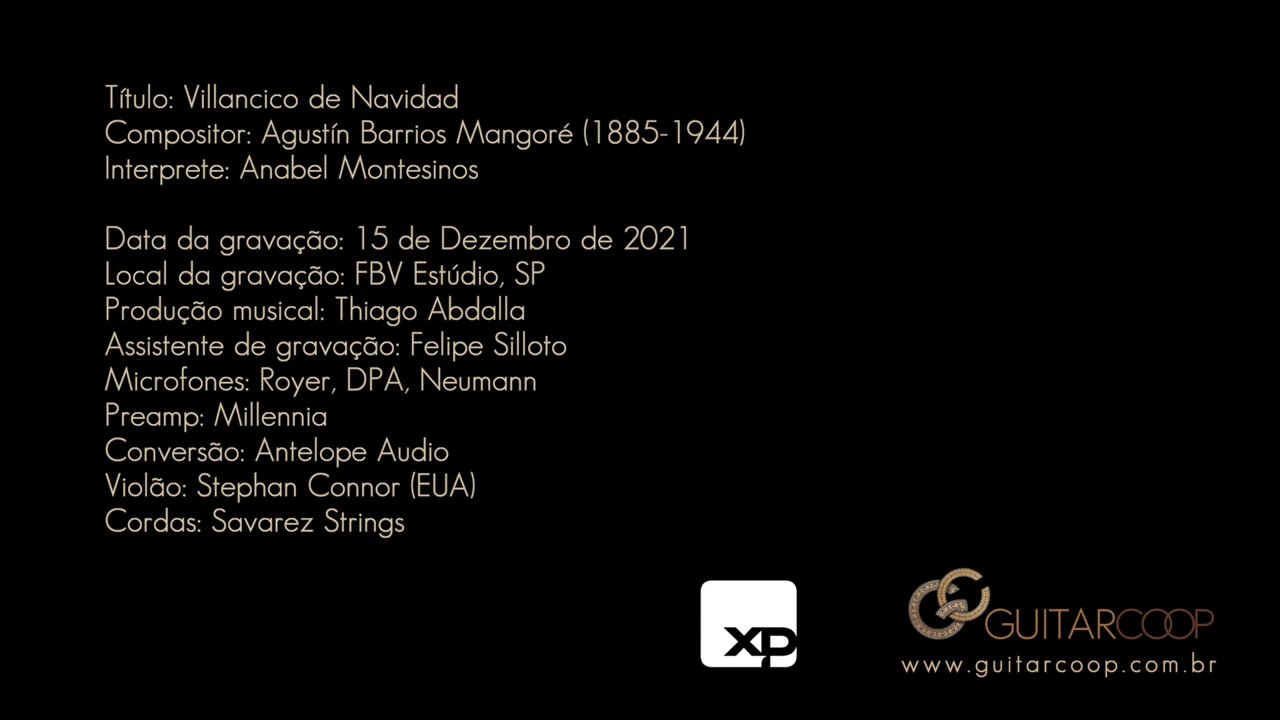 Título: Villancico de Navidad
Compositor: Agustín Barrios Mangoré (1885-1944)
Interprete: Anabel Montesinos
Data da gravação: 15 de Dezembro de 2021
Local da gravação: FBV Estúdio, SP
Produção musical: Thiago Abdalla
Assistente de gravação: Felipe Silloto
Microfones: Royer, DPA, Neumann
Preamp: Millennia
Conversão: Antelope Audio
Violão: Stephan Connor (EUA)
Cordas: Savarez Strings
xp
GUITARCOOP
www.guitarcoop.com.br